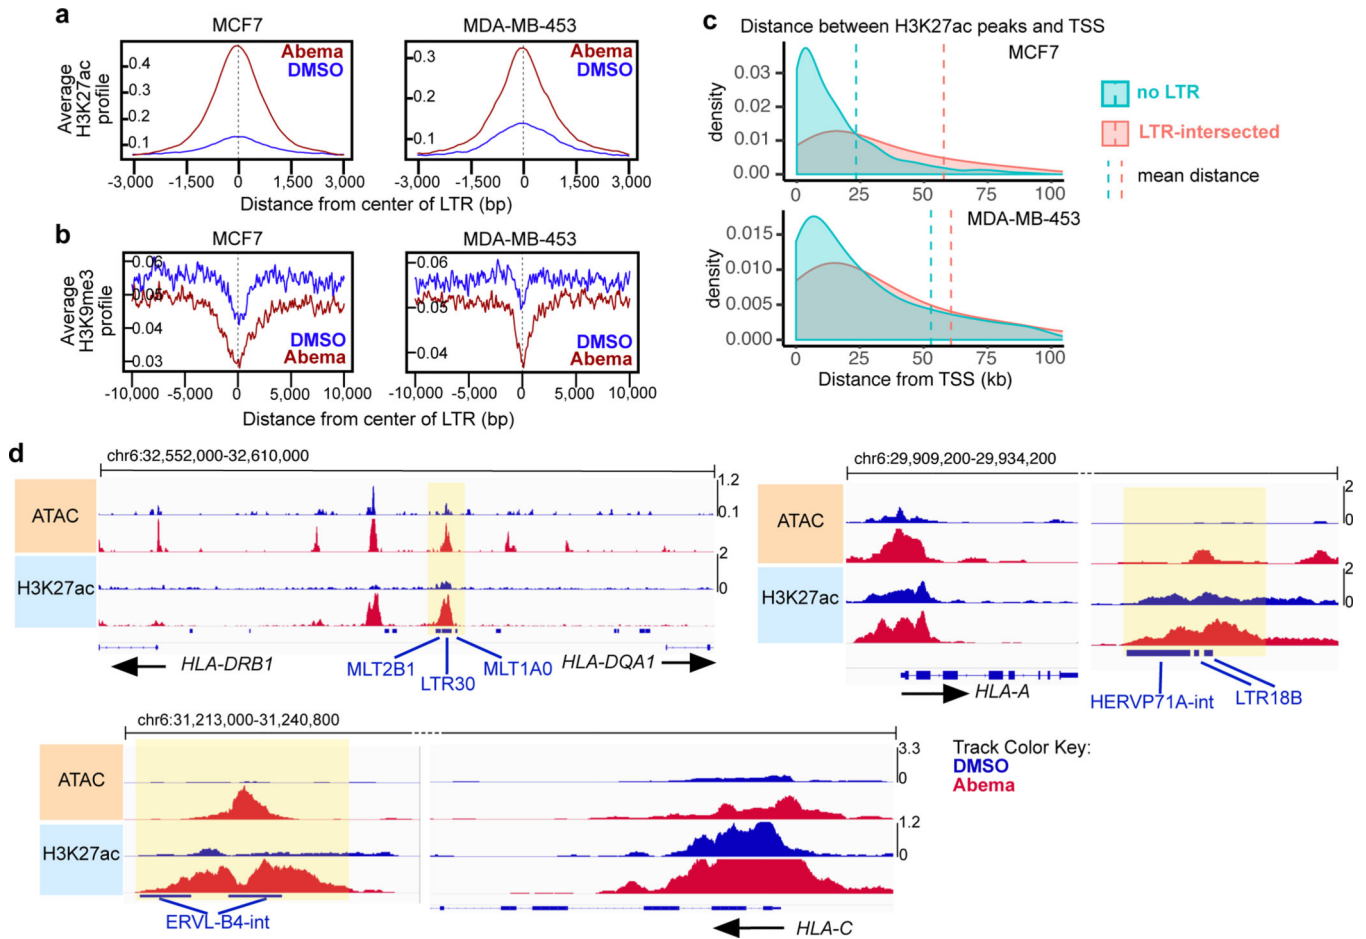 a
MCF7
MDA-MB-453
Average
H3K27ac
profile
0.4
0.3
0.2
0.1
Abema
DMSO
0.3
0.2
0.1
Abema
DMSO
-3,000 -1,500 0 1,500 3,000
-3,000 -1,500 0 1,500 3,000
Distance from center of LTR (bp)
b
MCF7
MDA-MB-453
Average
H3K9me3
profile
0.06
0.05
0.04
0.03
DMSO
Abema
0.06
0.05
0.04
DMSO
Abema
-10,000 -5,000 0 5,000 10,000
-10,000 -5,000 0 5,000 10,000
Distance from center of LTR (bp)
c
Distance between H3K27ac peaks and TSS
MCF7
density
0.03
0.02
0.01
0.00
0 25 50 75 100
no LTR
LTR-intersected
mean distance
MDA-MB-453
density
0.015
0.010
0.005
0.000
0 25 50 75 100
Distance from TSS (kb)
d
chr6:32,552,000-32,610,000
ATAC
H3K27ac
1.2
0.1
2
0
HLA-DRB1
HLA-DQA1
MLT2B1
LTR30
MLT1A0
chr6:29,909,200-29,934,200
ATAC
H3K27ac
2
0
2
0
HLA-A
HERVP71A-int
LTR18B
chr6:31,213,000-31,240,800
ATAC
H3K27ac
3.3
0
1.2
0
ERVL-B4-int
HLA-C
Track Color Key:
DMSO
Abema